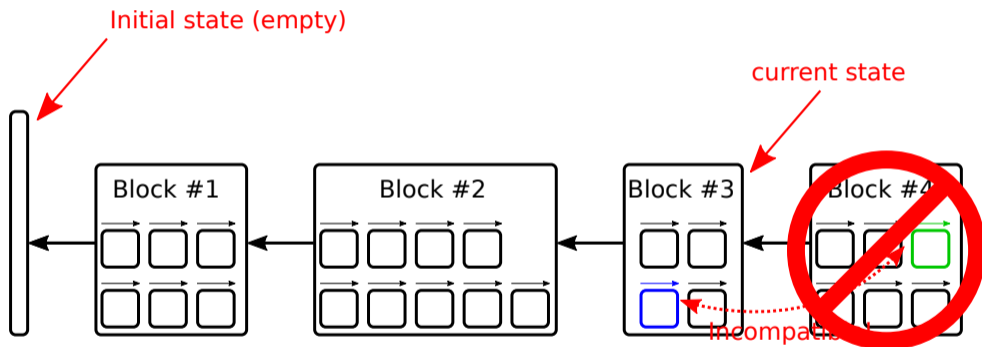 Initial state (empty)
current state
Block #1
Block #2
Block #3
Block #4